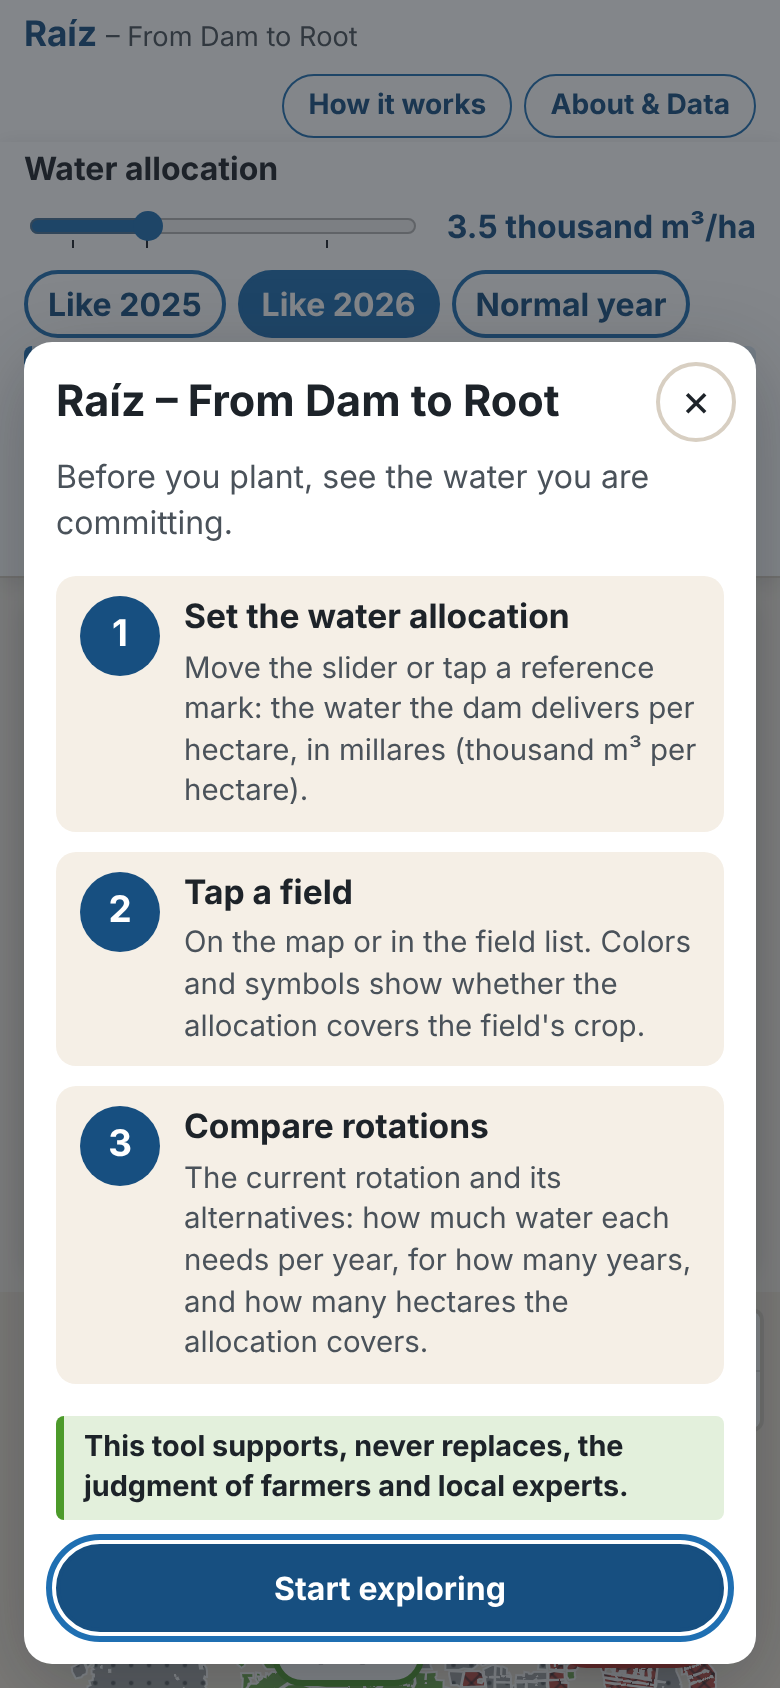 Raíz – From Dam to Root
How it works
About & Data
Water allocation
3.5 thousand m³/ha
Like 2025
Like 2026
Normal year
Raíz – From Dam to Root
×
Before you plant, see the water you are
committing.
1
Set the water allocation
Move the slider or tap a reference
mark: the water the dam delivers per
hectare, in millares (thousand m³ per
hectare).
2
Tap a field
On the map or in the field list. Colors
and symbols show whether the
allocation covers the field's crop.
3
Compare rotations
The current rotation and its
alternatives: how much water each
needs per year, for how many years,
and how many hectares the
allocation covers.
This tool supports, never replaces, the
judgment of farmers and local experts.
Start exploring